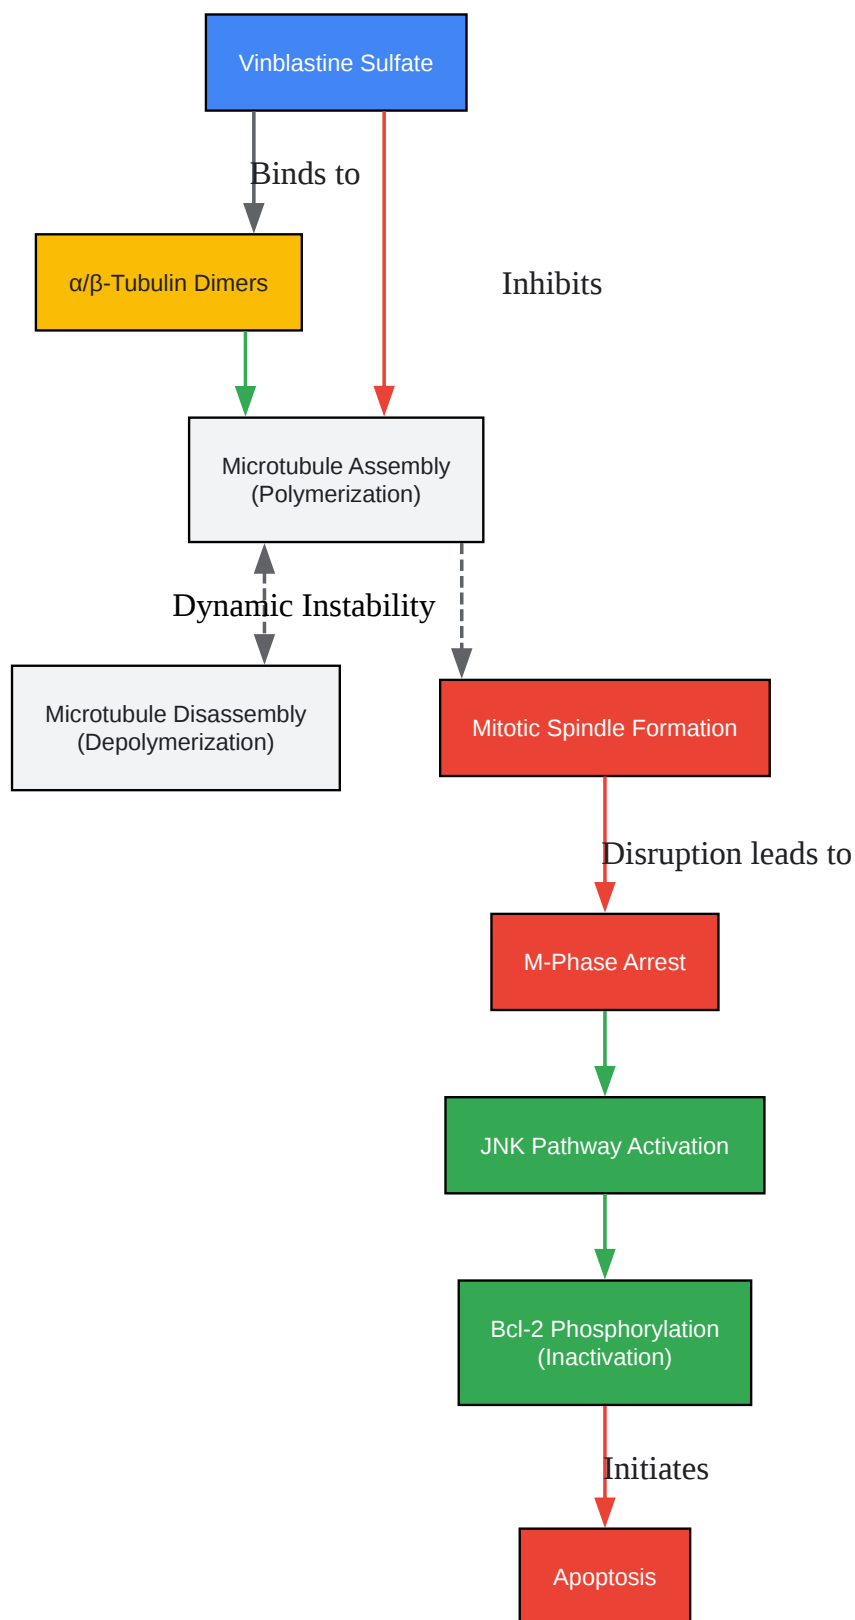 Vinblastine Sulfate
Binds to
α/β-Tubulin Dimers
Inhibits
Microtubule Assembly
(Polymerization)
Dynamic Instability
Microtubule Disassembly
(Depolymerization)
Mitotic Spindle Formation
Disruption leads to
M-Phase Arrest
JNK Pathway Activation
Bcl-2 Phosphorylation
(Inactivation)
Initiates
Apoptosis